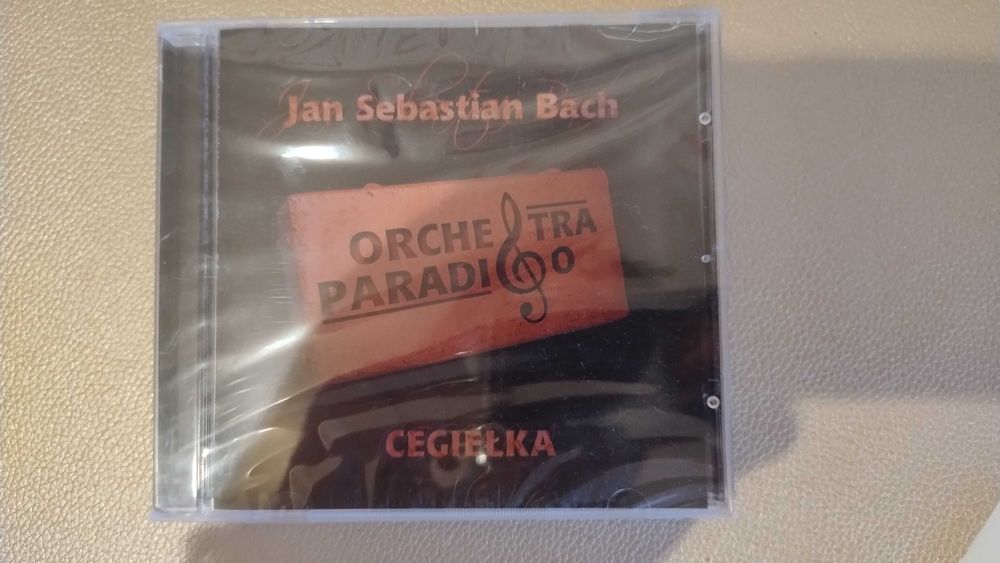 Jan Sebastian Bach
ORCHESTRA
PARADISO
CEGIEŁKA